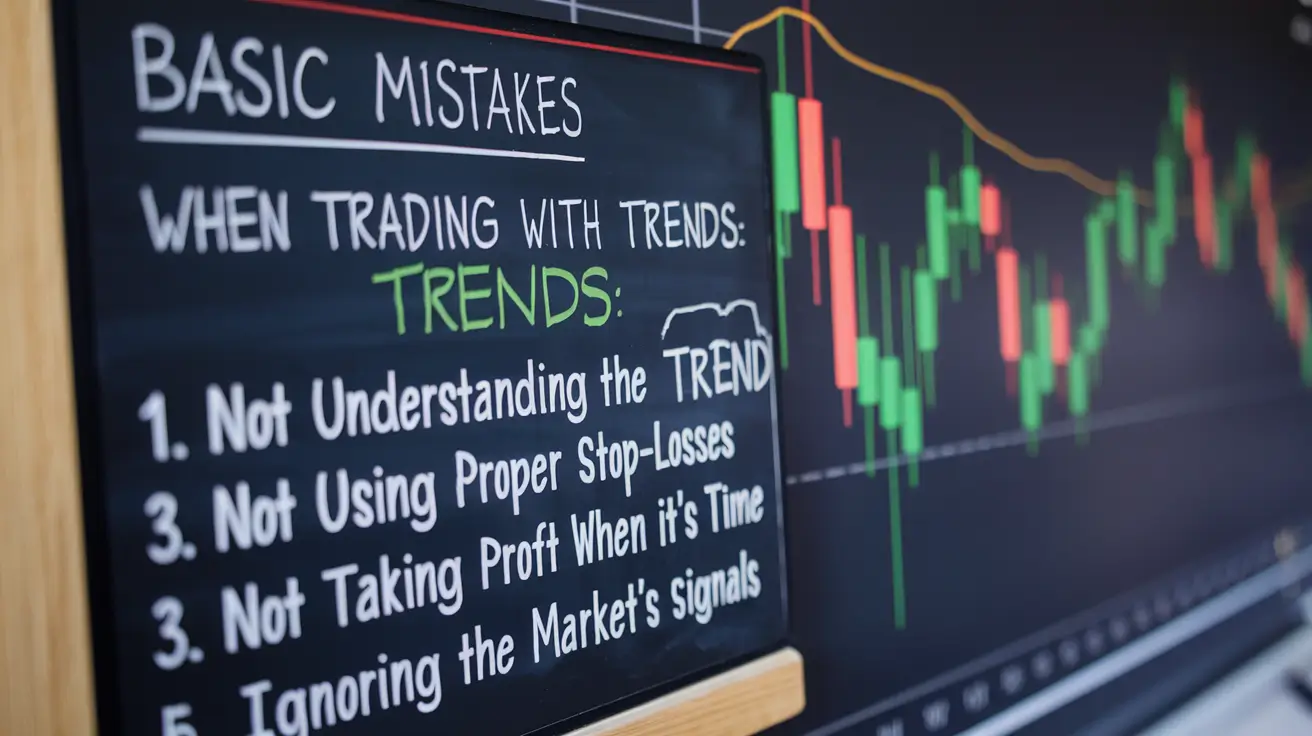 BASIC MISTAKES
WHEN TRADING WITH TRENDS:
TRENDS:
1. Not Understanding the TREND
3. Not Using Proper Stop-Losses
3. Not Taking Proft When it's Time
5. Ignoring the Market's signals